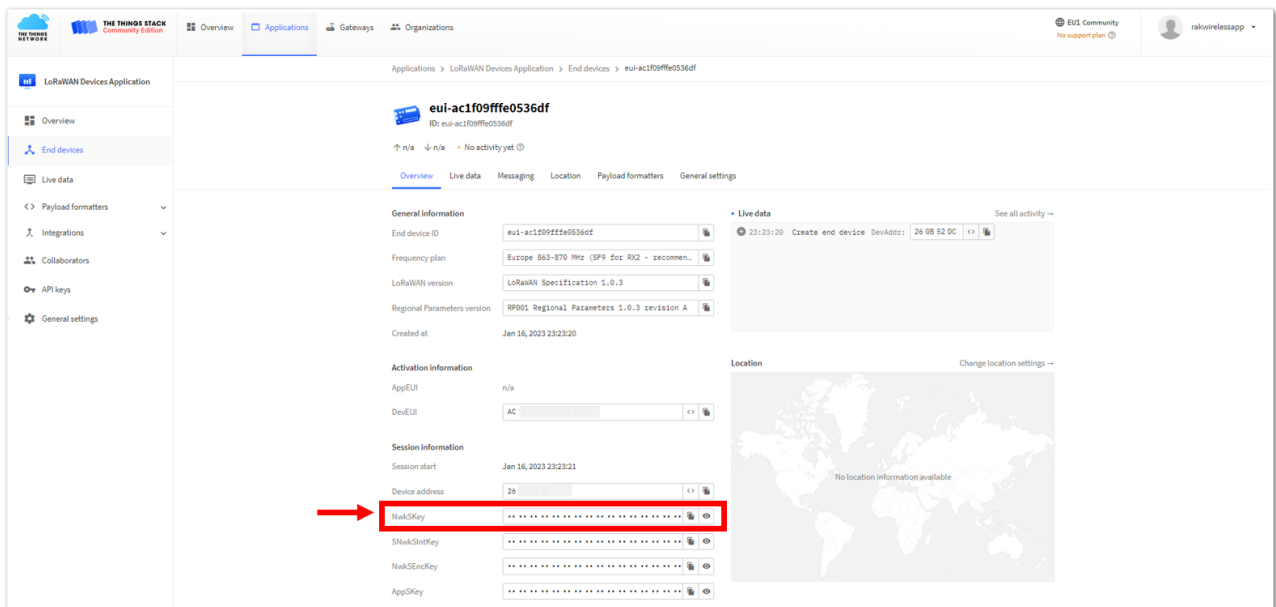 THE THINGS NETWORK
THE THINGS STACK
Community Edition
Overview
Applications
Gateways
Organizations
EU1 Community
No support plan
rakwirelessapp
LoRaWAN Devices Application
Overview
End devices
Live data
Payload formatters
Integrations
Collaborators
API keys
General settings
Applications > LoRaWAN Devices Application > End devices > eui-ac1f09fffe0536df
eui-ac1f09fffe0536df
ID: eui-ac1f09fffe0536df
↑ n/a ↓ n/a • No activity yet
Overview Live data Messaging Location Payload formatters General settings
General information
End device ID eui-ac1f09fffe0536df
Frequency plan Europe 863-870 MHz (SF9 for RX2 - recommen…
LoRaWAN version LoRaWAN Specification 1.0.3
Regional Parameters version RP001 Regional Parameters 1.0.3 revision A
Created at Jan 16, 2023 23:23:20
Activation information
AppEUI n/a
DevEUI AC
Session information
Session start Jan 16, 2023 23:23:21
Device address 26
NwkSKey
SNwkSIntKey
NwkSEncKey
AppSKey
• Live data See all activity →
23:23:20 Create end device DevAddr: 26 0B 52 DC <>
Location Change location settings →
No location information available